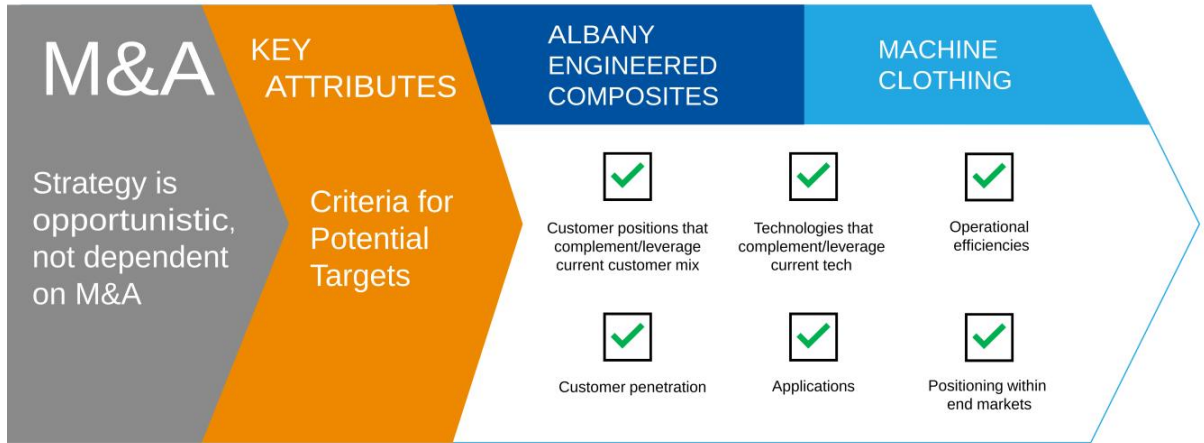 M&A
Strategy is
opportunistic,
not dependent
on M&A
KEY
ATTRIBUTES
Criteria for
Potential
Targets
ALBANY
ENGINEERED
COMPOSITES
MACHINE
CLOTHING
Customer positions that
complement/leverage
current customer mix
Technologies that
complement/leverage
current tech
Operational
efficiencies
Customer penetration
Applications
Positioning within
end markets